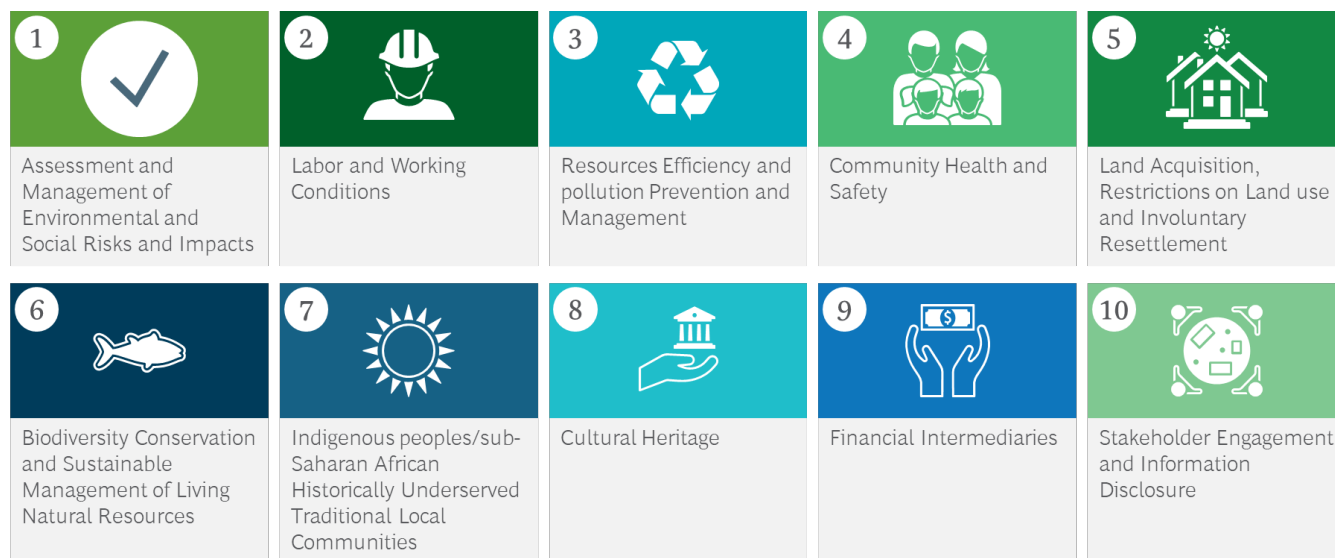 1
Assessment and
Management of
Environmental and
Social Risks and Impacts
2
Labor and Working
Conditions
3
Resources Efficiency and
pollution Prevention and
Management
4
Community Health and
Safety
5
Land Acquisition,
Restrictions on Land use
and Involuntary
Resettlement
6
Biodiversity Conservation
and Sustainable
Management of Living
Natural Resources
7
Indigenous peoples/sub-
Saharan African
Historically Underserved
Traditional Local
Communities
8
Cultural Heritage
9
$
Financial Intermediaries
10
Stakeholder Engagement
and Information
Disclosure